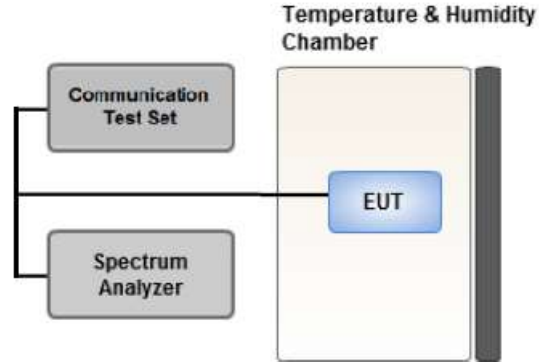 Temperature & Humidity
Chamber
Communication
Test Set
EUT
Spectrum
Analyzer